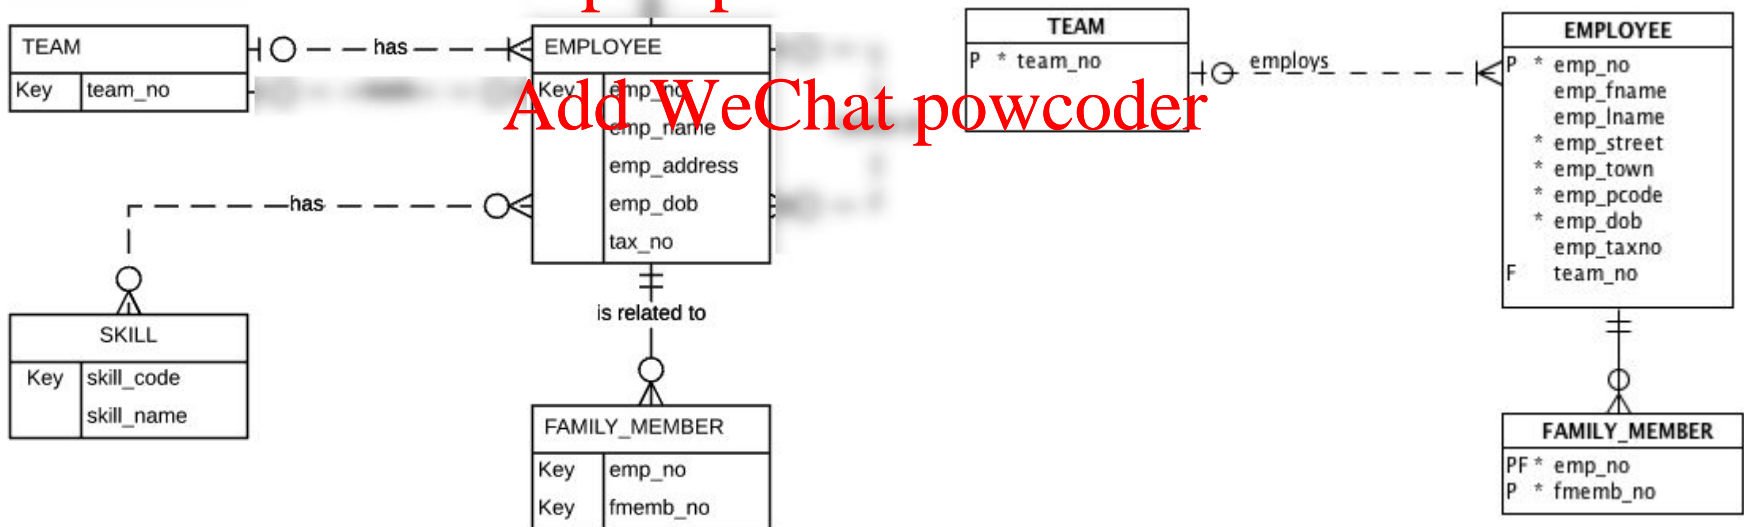 TEAM
Key team_no
has
EMPLOYEE
Key emp_no
emp_name
emp_address
emp_dob
tax_no
has
SKILL
Key skill_code
skill_name
is related to
FAMILY_MEMBER
Key emp_no
Key fmemb_no
Add WeChat powcoder
TEAM
P * team_no
employs
EMPLOYEE
P * emp_no
emp_fname
emp_lname
* emp_street
* emp_town
* emp_pcode
* emp_dob
emp_taxno
F team_no
FAMILY_MEMBER
PF * emp_no
P * fmemb_no